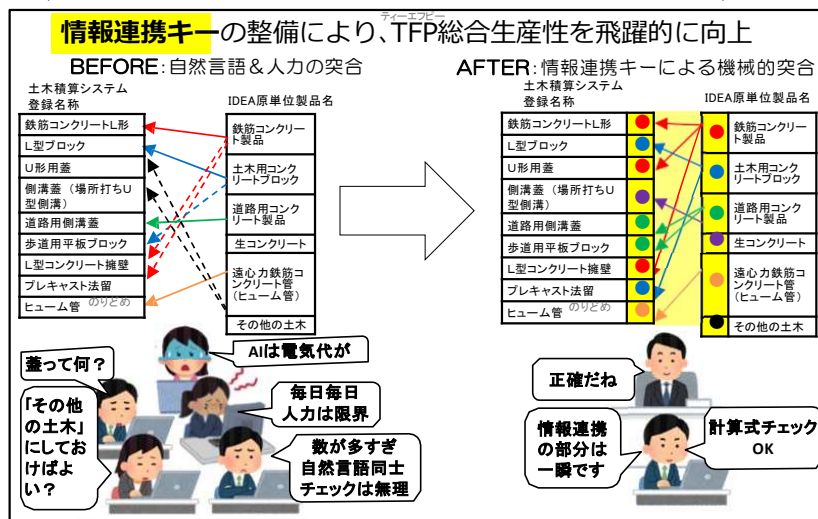 ティーエフピー
情報連携キーの整備により、TFP総合生産性を飛躍的に向上
BEFORE:自然言語&人力の突合
土木積算システム
登録名称
IDEA原単位製品名
鉄筋コンクリートL形
L型ブロック
U形用蓋
側溝蓋（場所打ちU
型側溝）
道路用側溝蓋
歩道用平板ブロック
L型コンクリート擁壁
プレキャスト法留
のりどめ
ヒューム管
鉄筋コンクリー
ト製品
土木用コンク
リートブロック
道路用コンク
リート製品
生コンクリート
遠心力鉄筋コ
ンクリート管
（ヒューム管）
その他の土木
AFTER:情報連携キーによる機械的突合
土木積算システム
登録名称
IDEA原単位製品名
鉄筋コンクリートL形
L型ブロック
U形用蓋
側溝蓋（場所打ちU
型側溝）
道路用側溝蓋
歩道用平板ブロック
L型コンクリート擁壁
プレキャスト法留
のりどめ
ヒューム管
鉄筋コンクリー
ト製品
土木用コンク
リートブロック
道路用コンク
リート製品
生コンクリート
遠心力鉄筋コ
ンクリート管
（ヒューム管）
その他の土木
AIは電気代が
蓋って何？
毎日毎日
人力は限界
「その他
の土木」
にしてお
けばよ
い？
数が多すぎ
自然言語同士
チェックは無理
正確だね
情報連携
の部分は
一瞬です
計算式チェック
OK